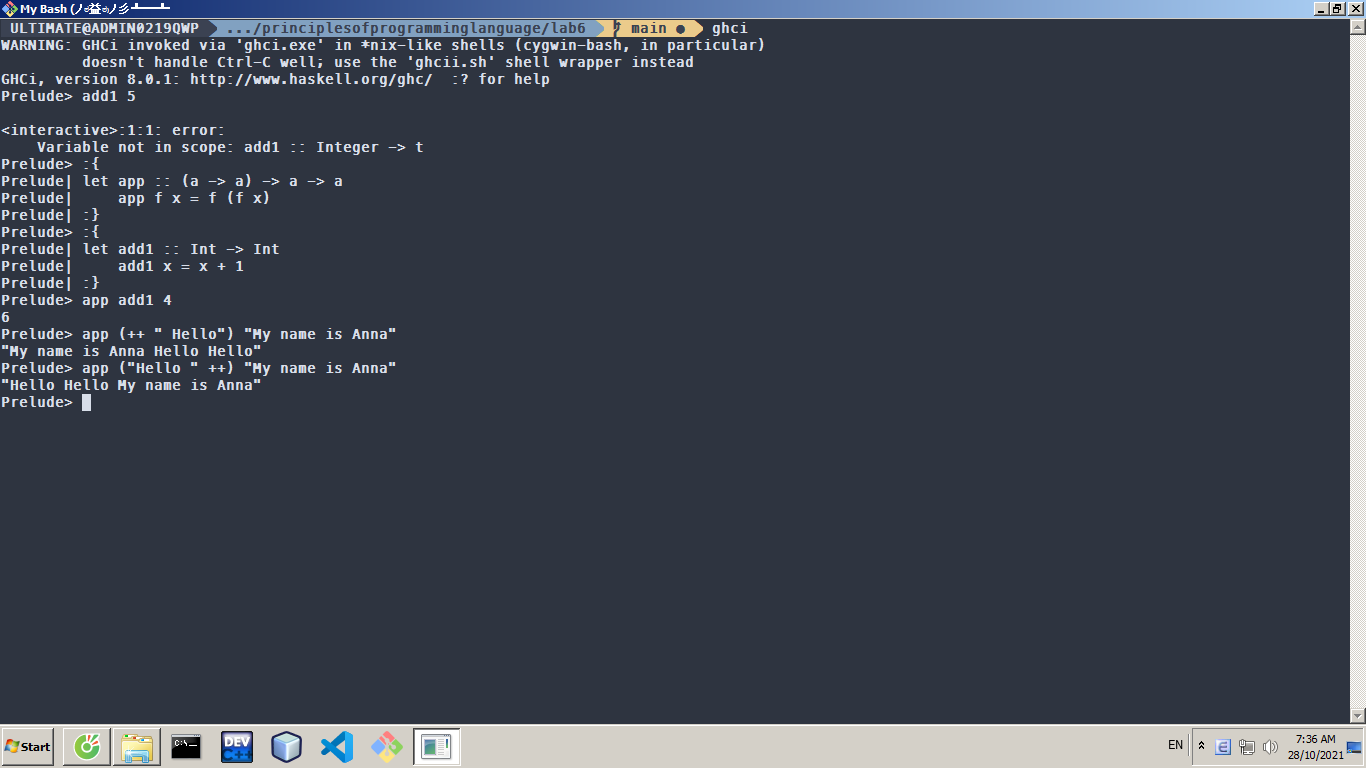 My Bash (ノಠ益ಠ)ノ彡┻━┻
ULTIMATE@ADMIN0219QWP .../principlesofprogramminglanguage/lab6 main ● ghci
WARNING: GHCi invoked via 'ghci.exe' in *nix-like shells (cygwin-bash, in particular)
         doesn't handle Ctrl-C well; use the 'ghcii.sh' shell wrapper instead
GHCi, version 8.0.1: http://www.haskell.org/ghc/  :? for help
Prelude> add1 5
<interactive>:1:1: error:
    Variable not in scope: add1 :: Integer -> t
Prelude> :{
Prelude| let app :: (a -> a) -> a -> a
Prelude|     app f x = f (f x)
Prelude| :}
Prelude> :{
Prelude| let add1 :: Int -> Int
Prelude|     add1 x = x + 1
Prelude| :}
Prelude> app add1 4
6
Prelude> app (++ " Hello") "My name is Anna"
"My name is Anna Hello Hello"
Prelude> app ("Hello " ++) "My name is Anna"
"Hello Hello My name is Anna"
Prelude>
Start
C:\_
DEV
C++
EN
7:36 AM
28/10/2021